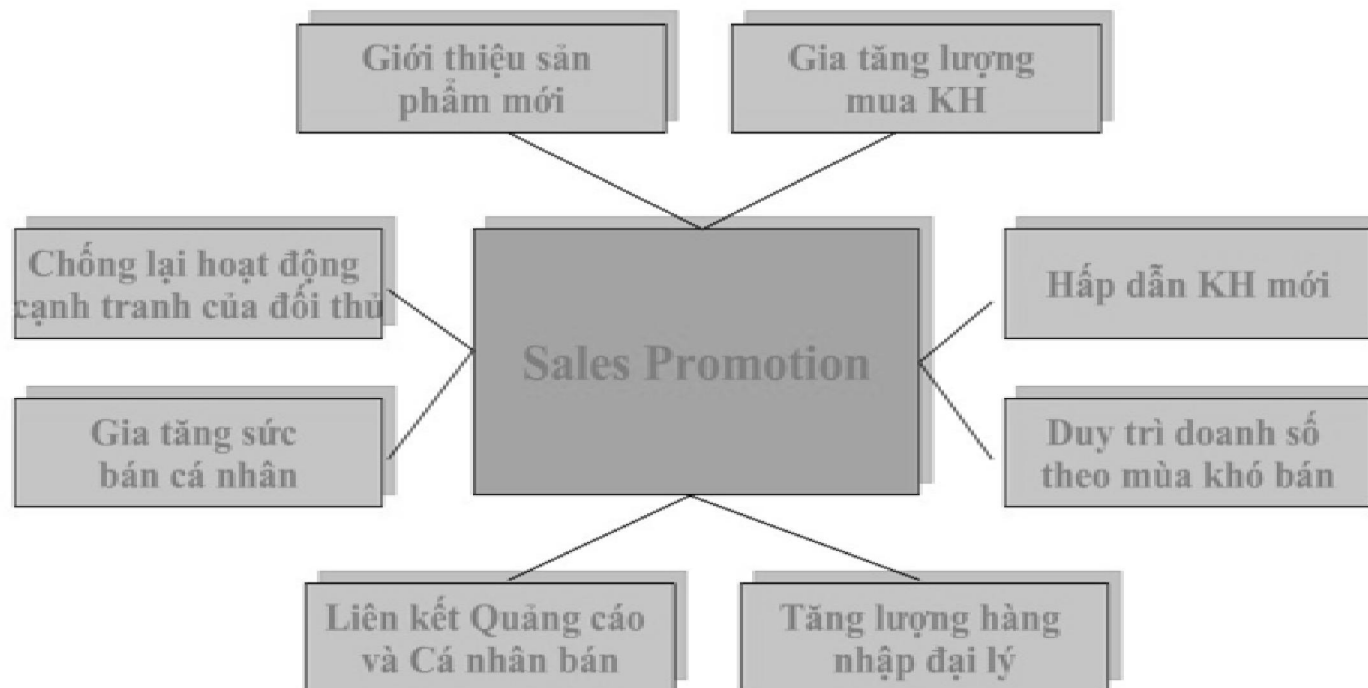 Giới thiệu sản
phẩm mới
Gia tăng lượng
mua KH
Chống lại hoạt động
cạnh tranh của đối thủ
Sales Promotion
Hấp dẫn KH mới
Gia tăng sức
bán cá nhân
Duy trì doanh số
theo mùa khó bán
Liên kết Quảng cáo
và Cá nhân bán
Tăng lượng hàng
nhập đại lý